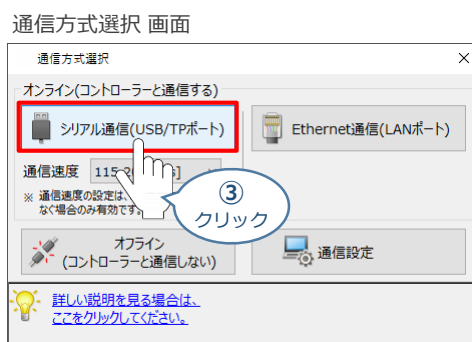 通信方式選択 画面
通信方式選択
オンライン(コントローラーと通信する)
シリアル通信(USB/TPポート)
Ethernet通信(LANポート)
通信速度
※ 通信速度の設定は、
なぐ場合のみ有効です
③
クリック
オフライン
(コントローラーと通信しない)
通信設定
詳しい説明を見る場合は、
ここをクリックしてください。